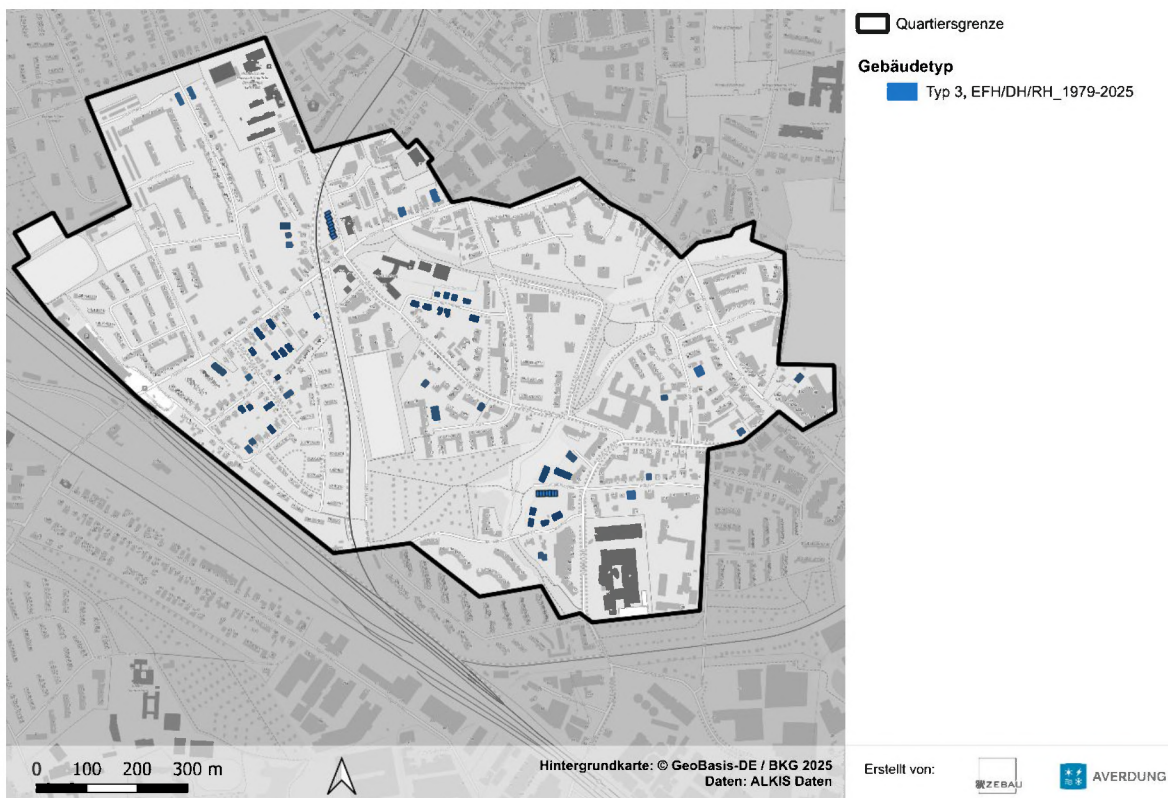 Quartiersgrenze
Gebäudetyp
Typ 3, EFH/DH/RH_1979-2025
0 100 200 300 m
Hintergrundkarte: © GeoBasis-DE / BKG 2025
Daten: ALKIS Daten
Erstellt von:
ZEBAU
AVERDUNG